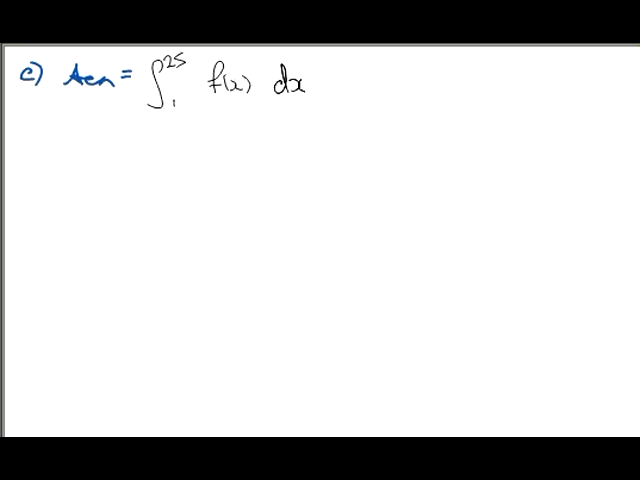 c) Area = ∫₁²⁵ f(x) dx